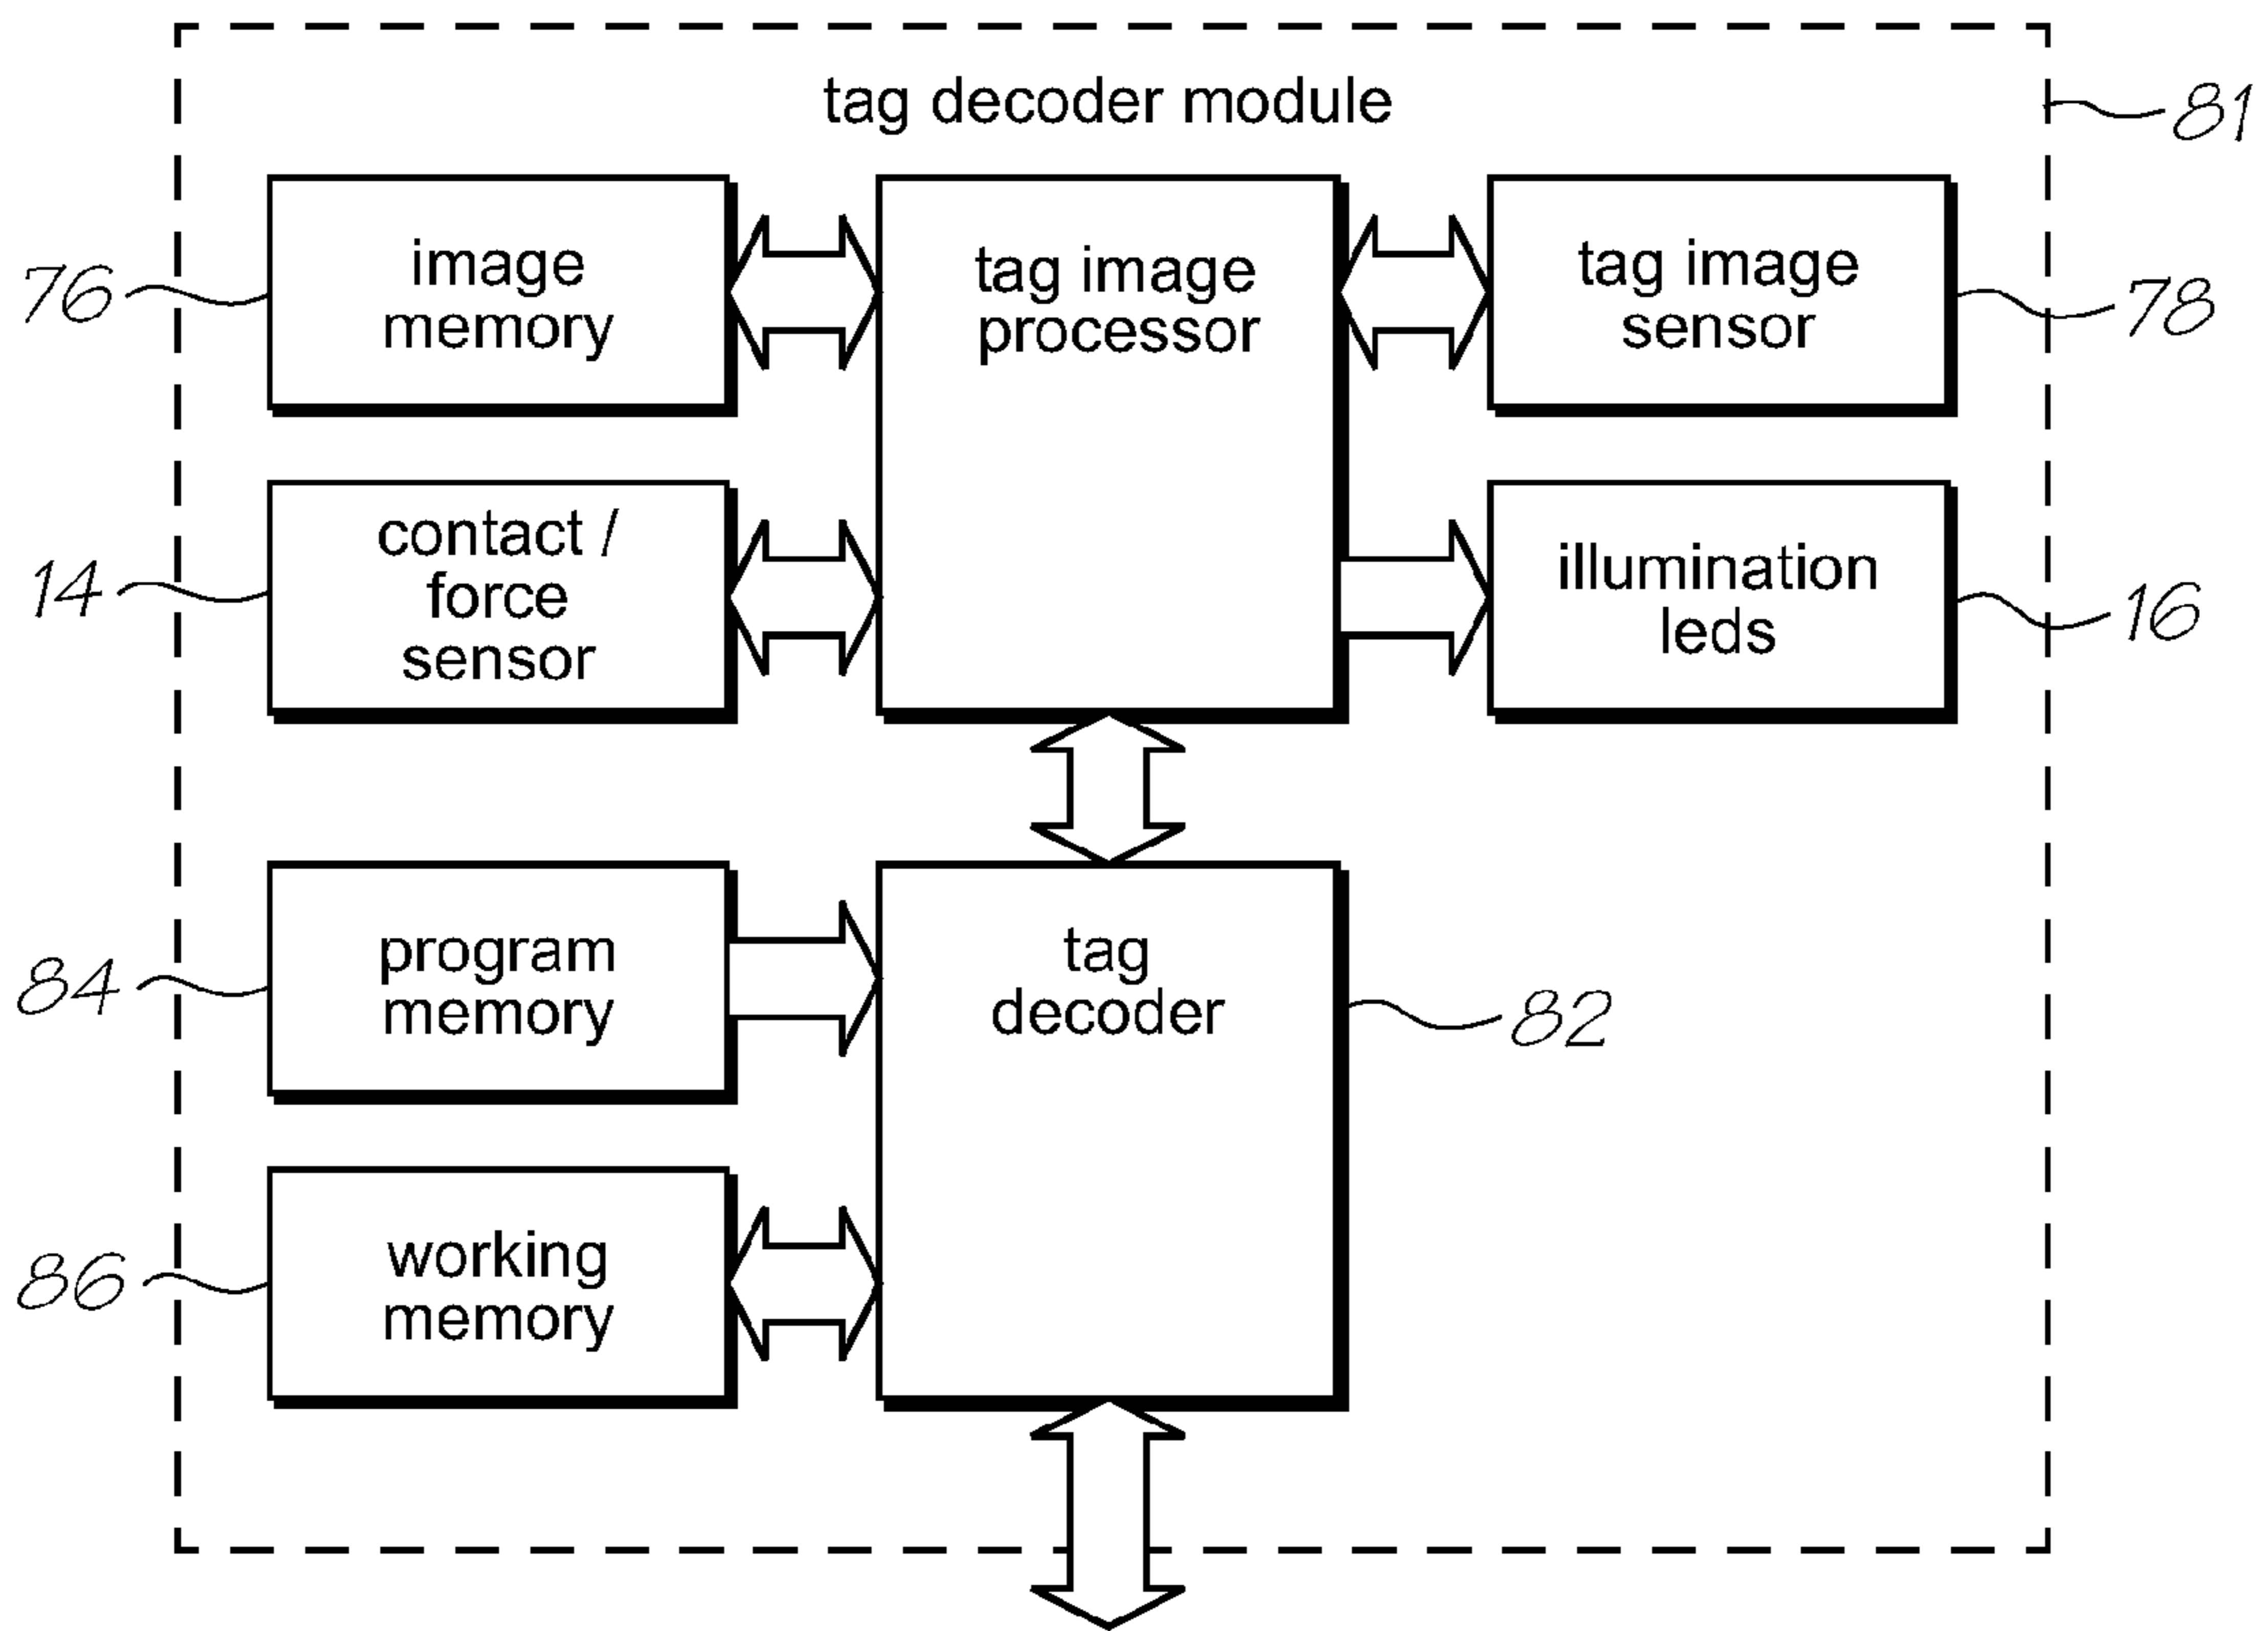 tag decoder module
81
76
image
memory
tag image
processor
tag image
sensor
78
14
contact /
force
sensor
illumination
leds
16
84
program
memory
tag
decoder
82
86
working
memory